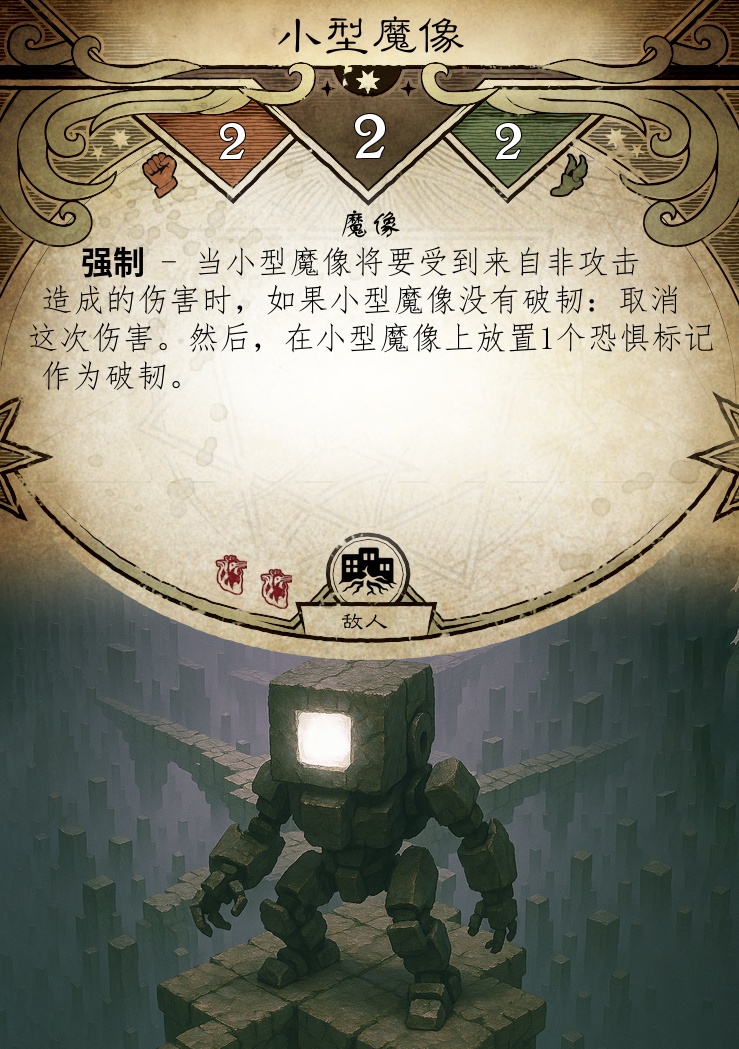 小型魔像
2 2 2
魔像
强制 – 当小型魔像将要受到来自非攻击
造成的伤害时，如果小型魔像没有破韧：取消
这次伤害。然后，在小型魔像上放置1个恐惧标记
作为破韧。
敌人